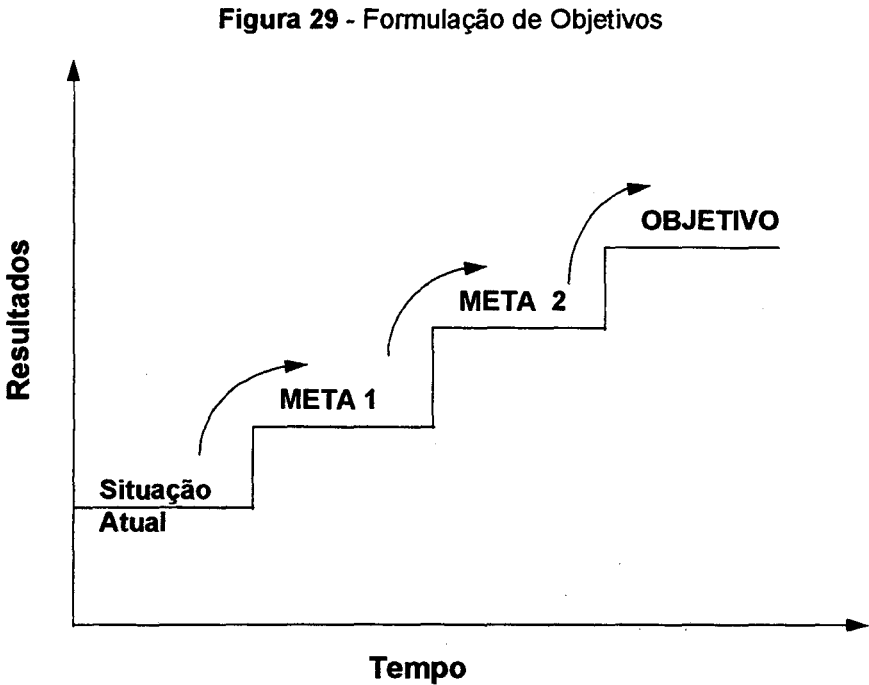 Figura 29 - Formulação de Objetivos
Resultados
OBJETIVO
META 2
META 1
Situação
Atual
Tempo